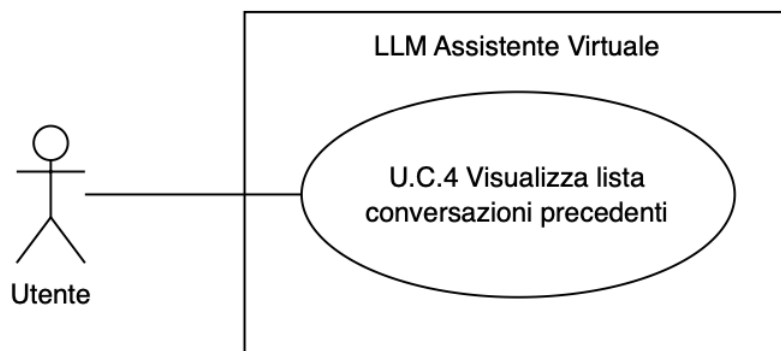 LLM Assistente Virtuale
U.C.4 Visualizza lista
conversazioni precedenti
Utente